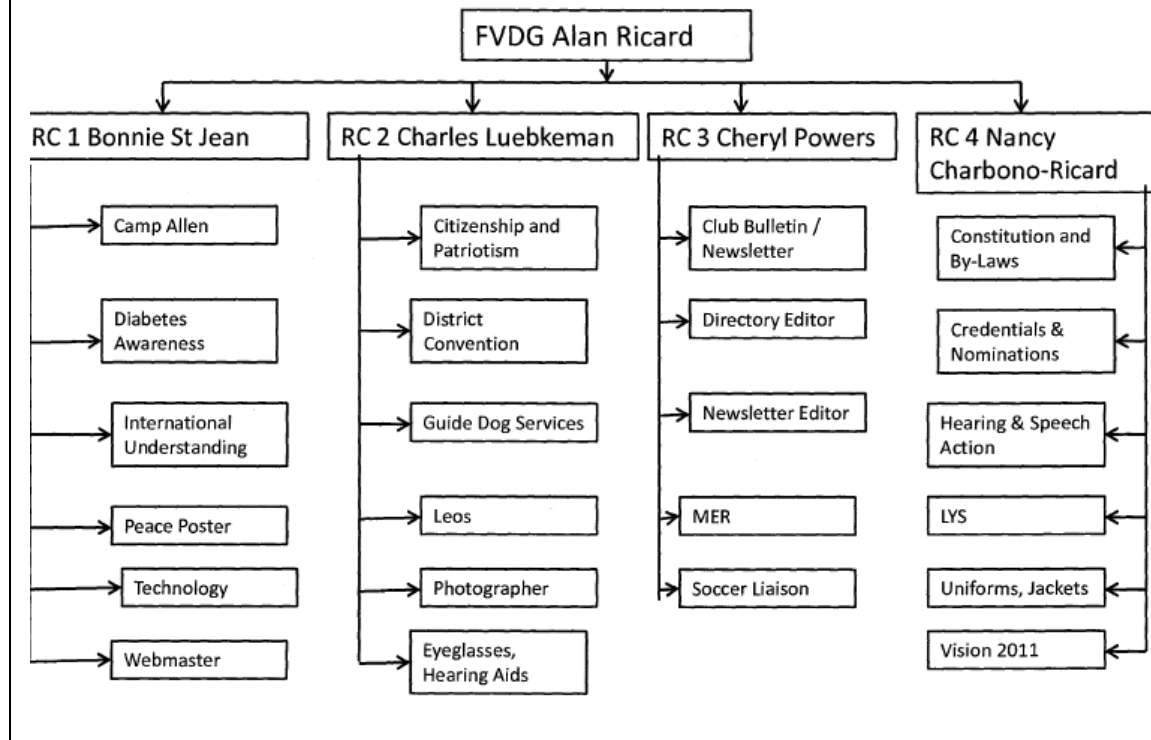 FVDG Alan Ricard
RC 1 Bonnie St Jean
Camp Allen
Diabetes
Awareness
International
Understanding
Peace Poster
Technology
Webmaster
RC 2 Charles Luebkeman
Citizenship and
Patriotism
District
Convention
Guide Dog Services
Leos
Photographer
Eyeglasses,
Hearing Aids
RC 3 Cheryl Powers
Club Bulletin /
Newsletter
Directory Editor
Newsletter Editor
MER
Soccer Liaison
RC 4 Nancy
Charbono-Ricard
Constitution and
By-Laws
Credentials &
Nominations
Hearing & Speech
Action
LYS
Uniforms, Jackets
Vision 2011